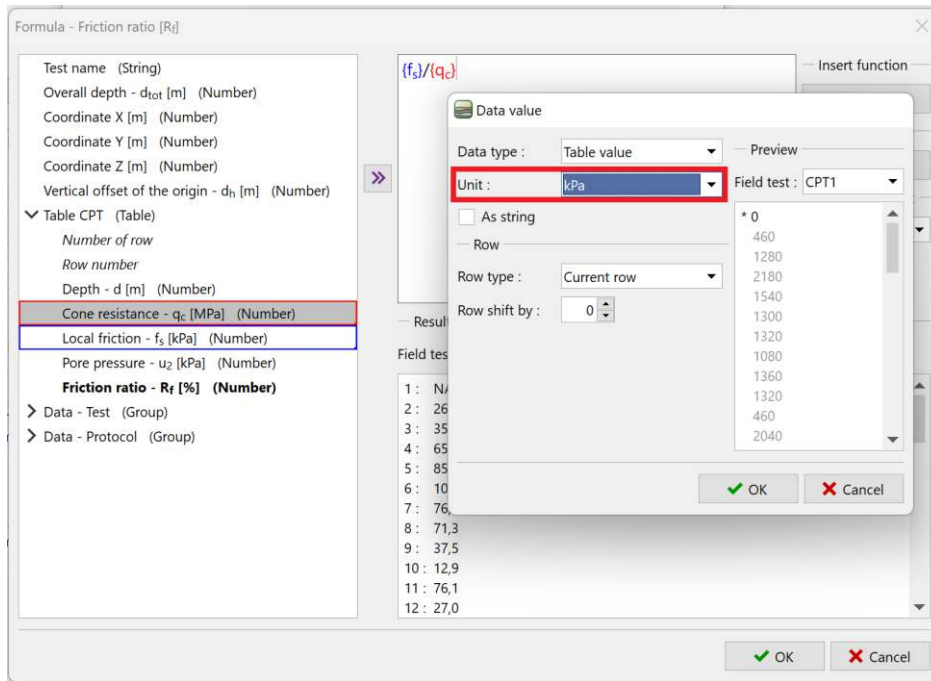 Formula - Friction ratio [Rf]
Test name (String)
Overall depth - dtot [m] (Number)
Coordinate X [m] (Number)
Coordinate Y [m] (Number)
Coordinate Z [m] (Number)
Vertical offset of the origin - dh [m] (Number)
Table CPT (Table)
Number of row
Row number
Depth - d [m] (Number)
Cone resistance - qc [MPa] (Number)
Local friction - fs [kPa] (Number)
Pore pressure - u2 [kPa] (Number)
Friction ratio - Rf [%] (Number)
Data - Test (Group)
Data - Protocol (Group)
{fs}/{qc}
Insert function
Data value
Data type : Table value
Unit : kPa
As string
Row
Row type : Current row
Row shift by : 0
Preview
Field test : CPT1
* 0
460
1280
2180
1540
1300
1320
1080
1360
1320
460
2040
OK Cancel
1 :
2 : 26
3 : 35
4 : 65
5 : 85
6 : 10
7 : 76,
8 : 71,3
9 : 37,5
10 : 12,9
11 : 76,1
12 : 27,0
OK Cancel